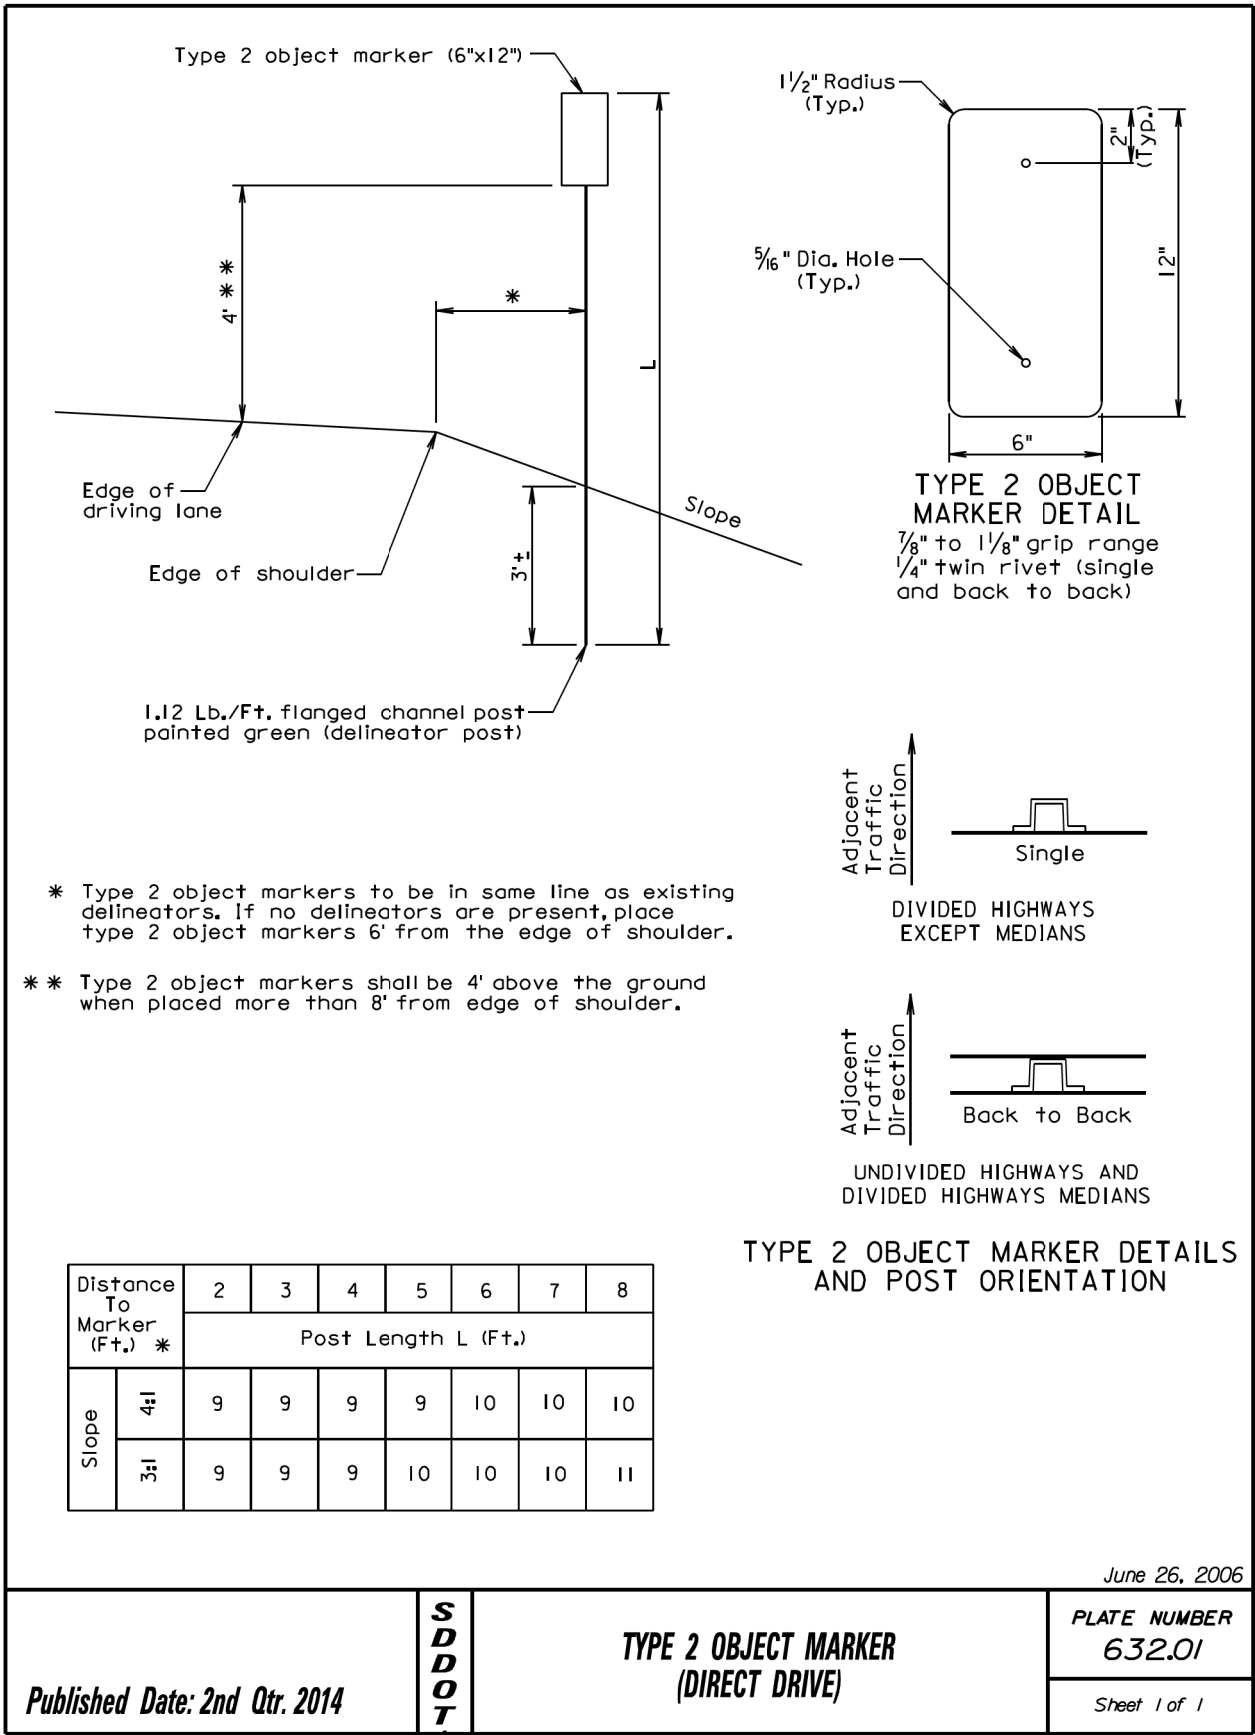 Type 2 object marker (6"x12")
4' * *
*
L
Edge of
driving lane
Edge of shoulder
Slope
3'±
1.12 Lb./Ft. flanged channel post
painted green (delineator post)
1½" Radius
(Typ.)
2"
(Typ.)
12"
5/16" Dia. Hole
(Typ.)
6"
TYPE 2 OBJECT
MARKER DETAIL
7/8" to 1 1/8" grip range
1/4" twin rivet (single
and back to back)
Adjacent
Traffic
Direction
Single
DIVIDED HIGHWAYS
EXCEPT MEDIANS
* Type 2 object markers to be in same line as existing
delineators. If no delineators are present, place
type 2 object markers 6' from the edge of shoulder.
* * Type 2 object markers shall be 4' above the ground
when placed more than 8' from edge of shoulder.
Adjacent
Traffic
Direction
Back to Back
UNDIVIDED HIGHWAYS AND
DIVIDED HIGHWAYS MEDIANS
TYPE 2 OBJECT MARKER DETAILS
AND POST ORIENTATION
Distance
To
Marker
(Ft.) *
2 3 4 5 6 7 8
Post Length L (Ft.)
Slope
4:1 9 9 9 9 10 10 10
3:1 9 9 9 10 10 10 11
June 26, 2006
Published Date: 2nd Qtr. 2014
S
D
D
O
T
TYPE 2 OBJECT MARKER
(DIRECT DRIVE)
PLATE NUMBER
632.01
Sheet 1 of 1